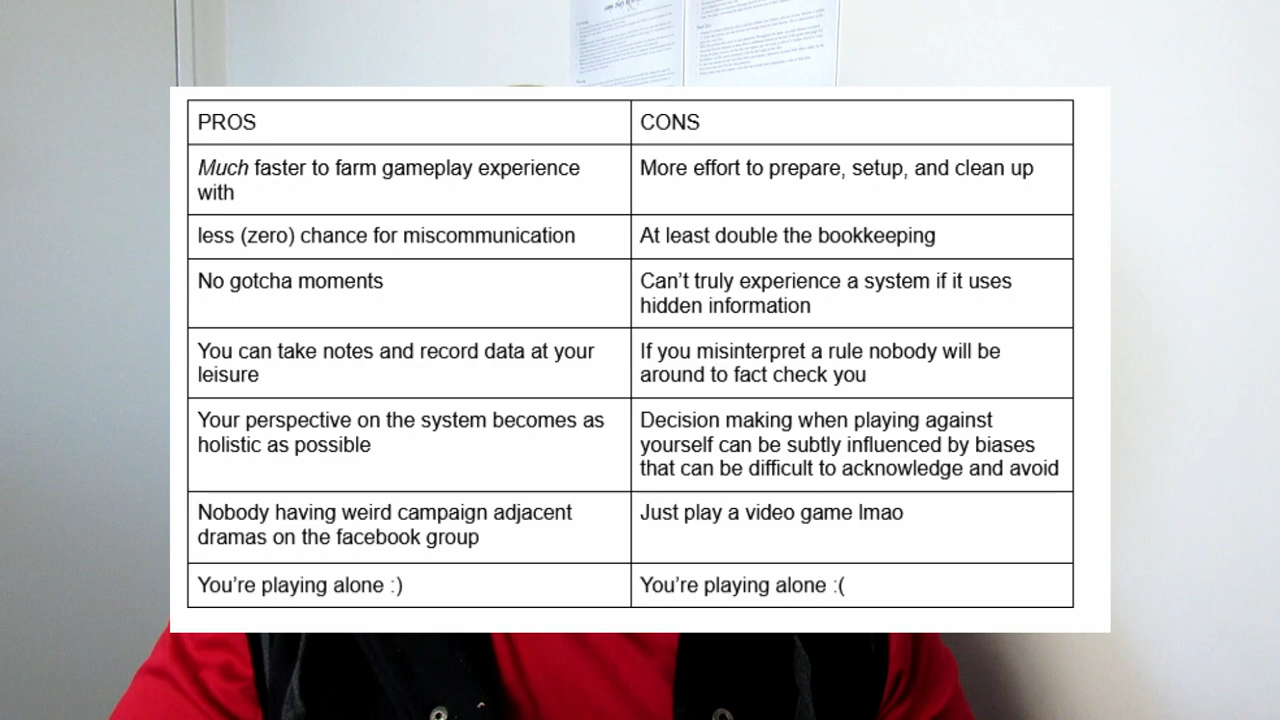 PROS
CONS
Much faster to farm gameplay experience
with
More effort to prepare, setup, and clean up
less (zero) chance for miscommunication
At least double the bookkeeping
No gotcha moments
Can't truly experience a system if it uses
hidden information
You can take notes and record data at your
leisure
If you misinterpret a rule nobody will be
around to fact check you
Your perspective on the system becomes as
holistic as possible
Decision making when playing against
yourself can be subtly influenced by biases
that can be difficult to acknowledge and avoid
Nobody having weird campaign adjacent
dramas on the facebook group
Just play a video game lmao
You're playing alone :)
You're playing alone :(